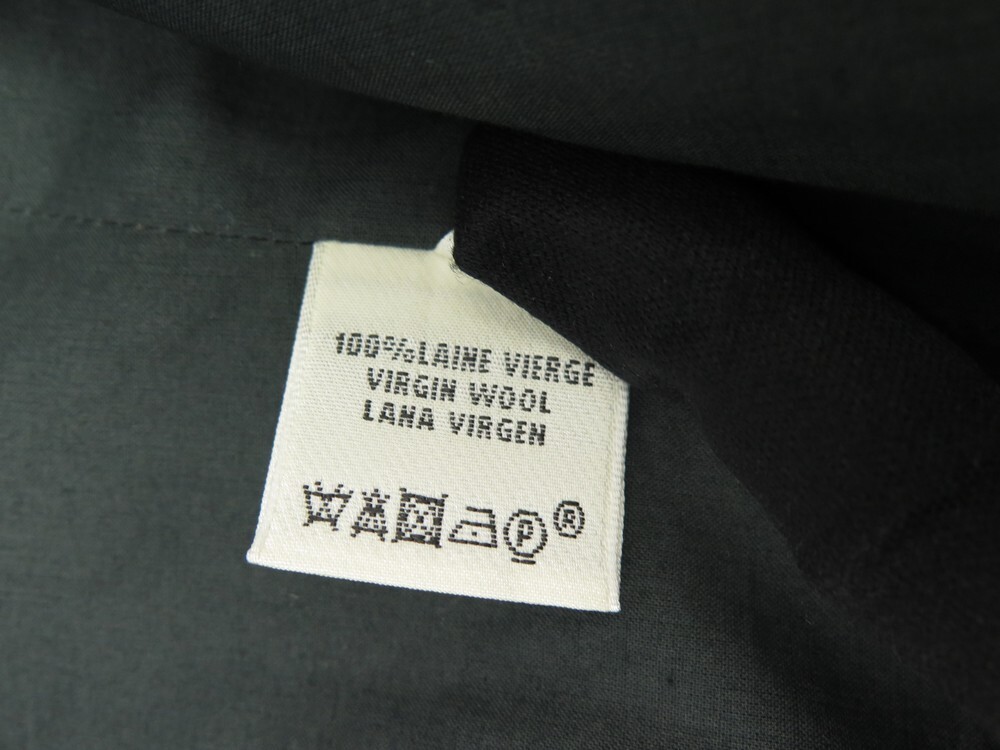 100%LAINE VIERGE
VIRGIN WOOL
LANA VIRGEN
P ®